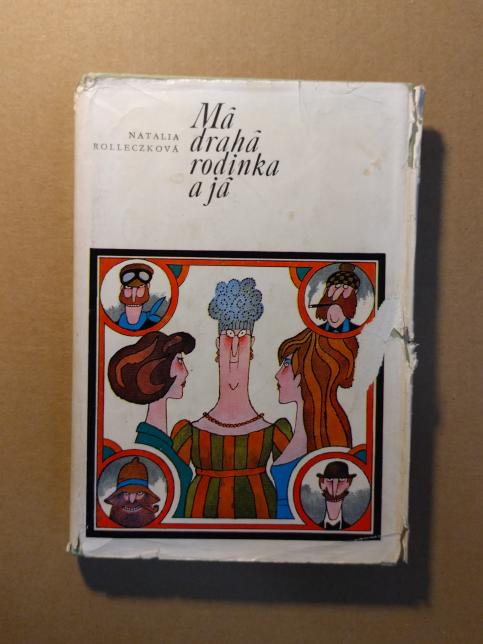 NATALIA
ROLLECZKOVÁ
Má
drahá
rodinka
a já